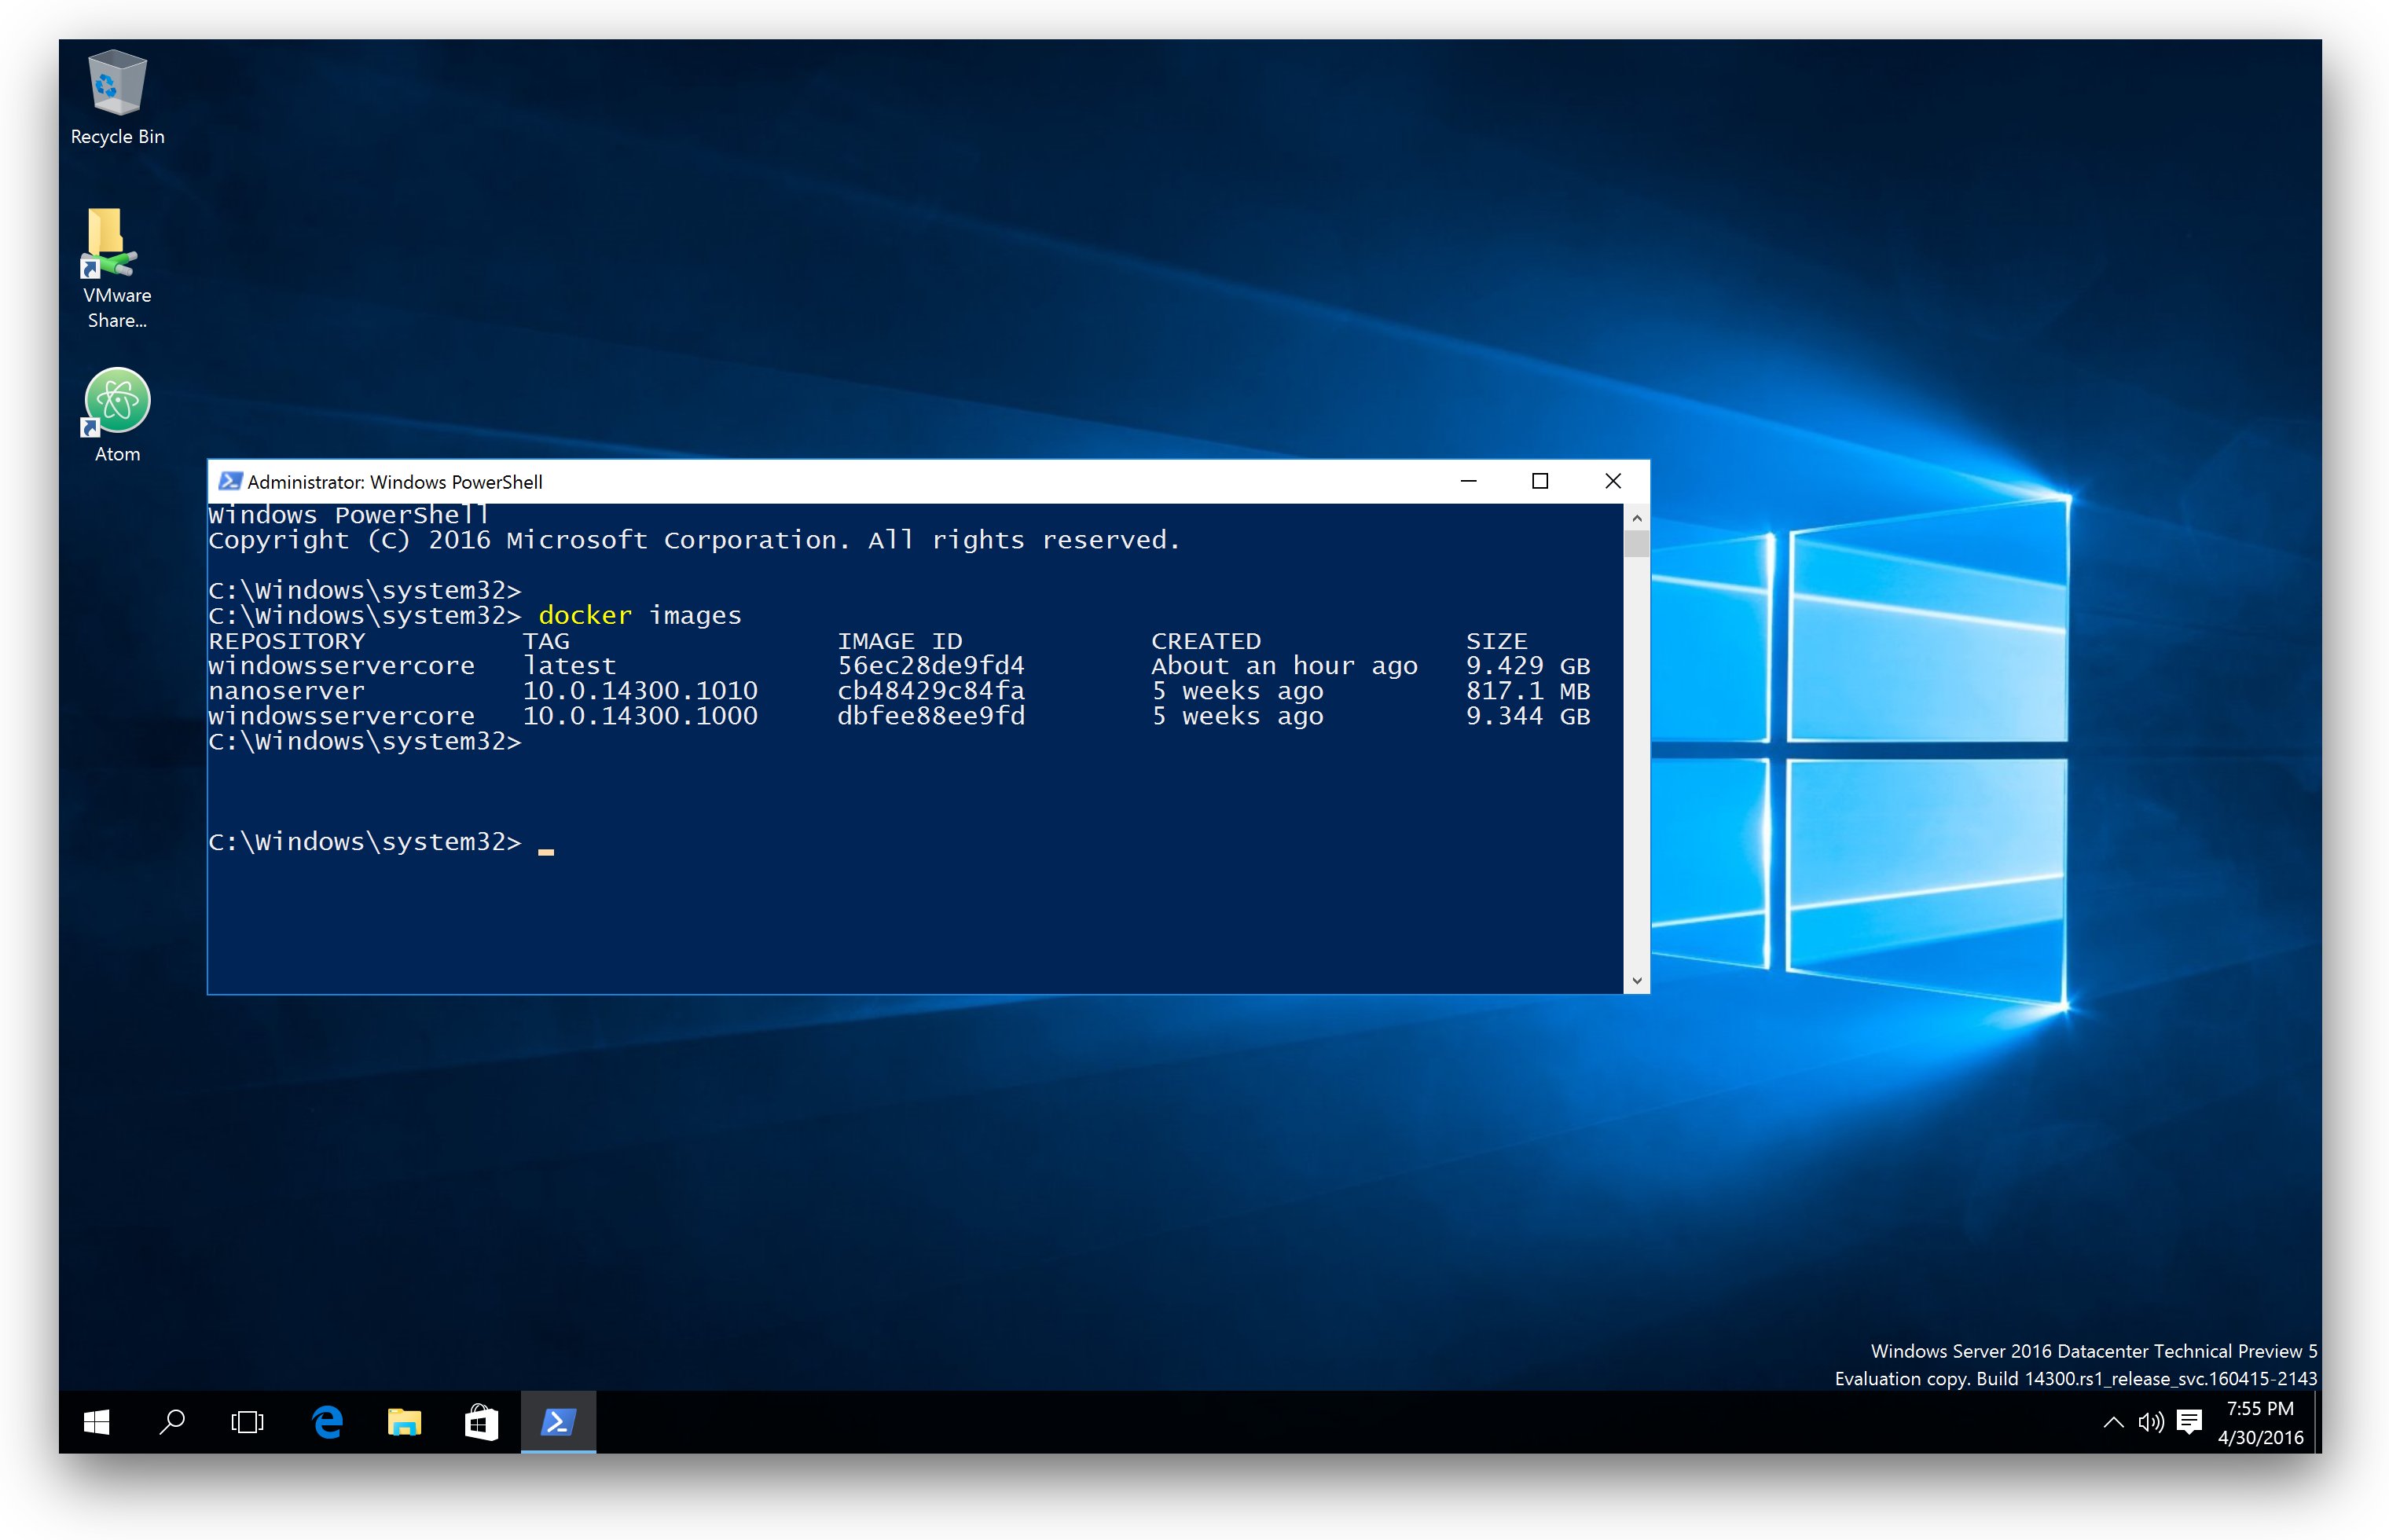 Recycle Bin
VMware
Share...
Atom
Administrator: Windows PowerShell
Windows PowerShell
Copyright (C) 2016 Microsoft Corporation. All rights reserved.
C:\Windows\system32>
C:\Windows\system32> docker images
REPOSITORY TAG IMAGE ID CREATED SIZE
windowsservercore latest 56ec28de9fd4 About an hour ago 9.429 GB
nanoserver 10.0.14300.1010 cb48429c84fa 5 weeks ago 817.1 MB
windowsservercore 10.0.14300.1000 dbfee88ee9fd 5 weeks ago 9.344 GB
C:\Windows\system32>
C:\Windows\system32>
Windows Server 2016 Datacenter Technical Preview 5
Evaluation copy. Build 14300.rs1_release_svc.160415-2143
7:55 PM
4/30/2016